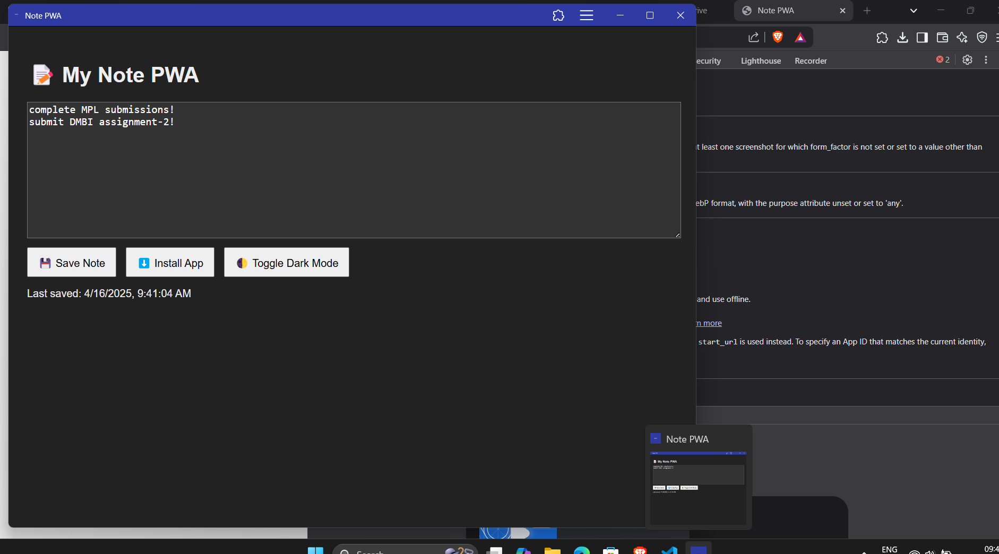 Note PWA
Note PWA
📝 My Note PWA
complete MPL submissions!
submit DMBI assignment-2!
💾 Save Note
⬇️ Install App
🌓 Toggle Dark Mode
Last saved: 4/16/2025, 9:41:04 AM
ecurity
Lighthouse
Recorder
2
t least one screenshot for which form_factor is not set or set to a value other than
ebP format, with the purpose attribute unset or set to 'any'.
and use offline.
rn more
start_url is used instead. To specify an App ID that matches the current identity,
Note PWA
My Note PWA
Search
ENG
09:4